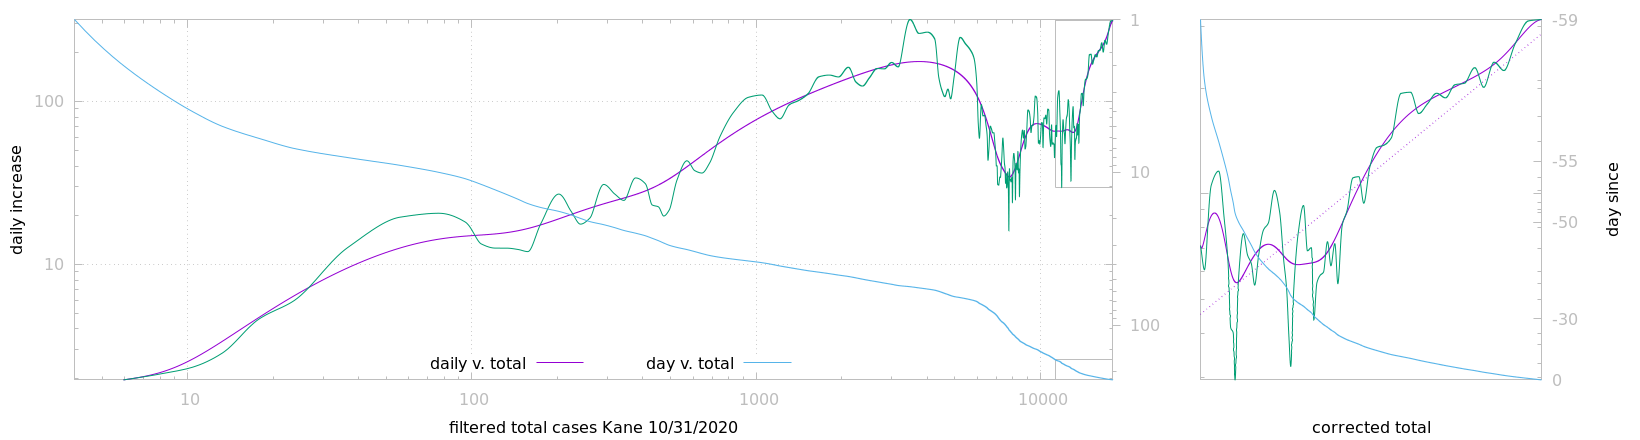 daily increase
100
10
10
100
1000
10000
1
10
100
daily v. total
day v. total
filtered total cases Kane 10/31/2020
-59
-55
-50
-30
0
day since
corrected total